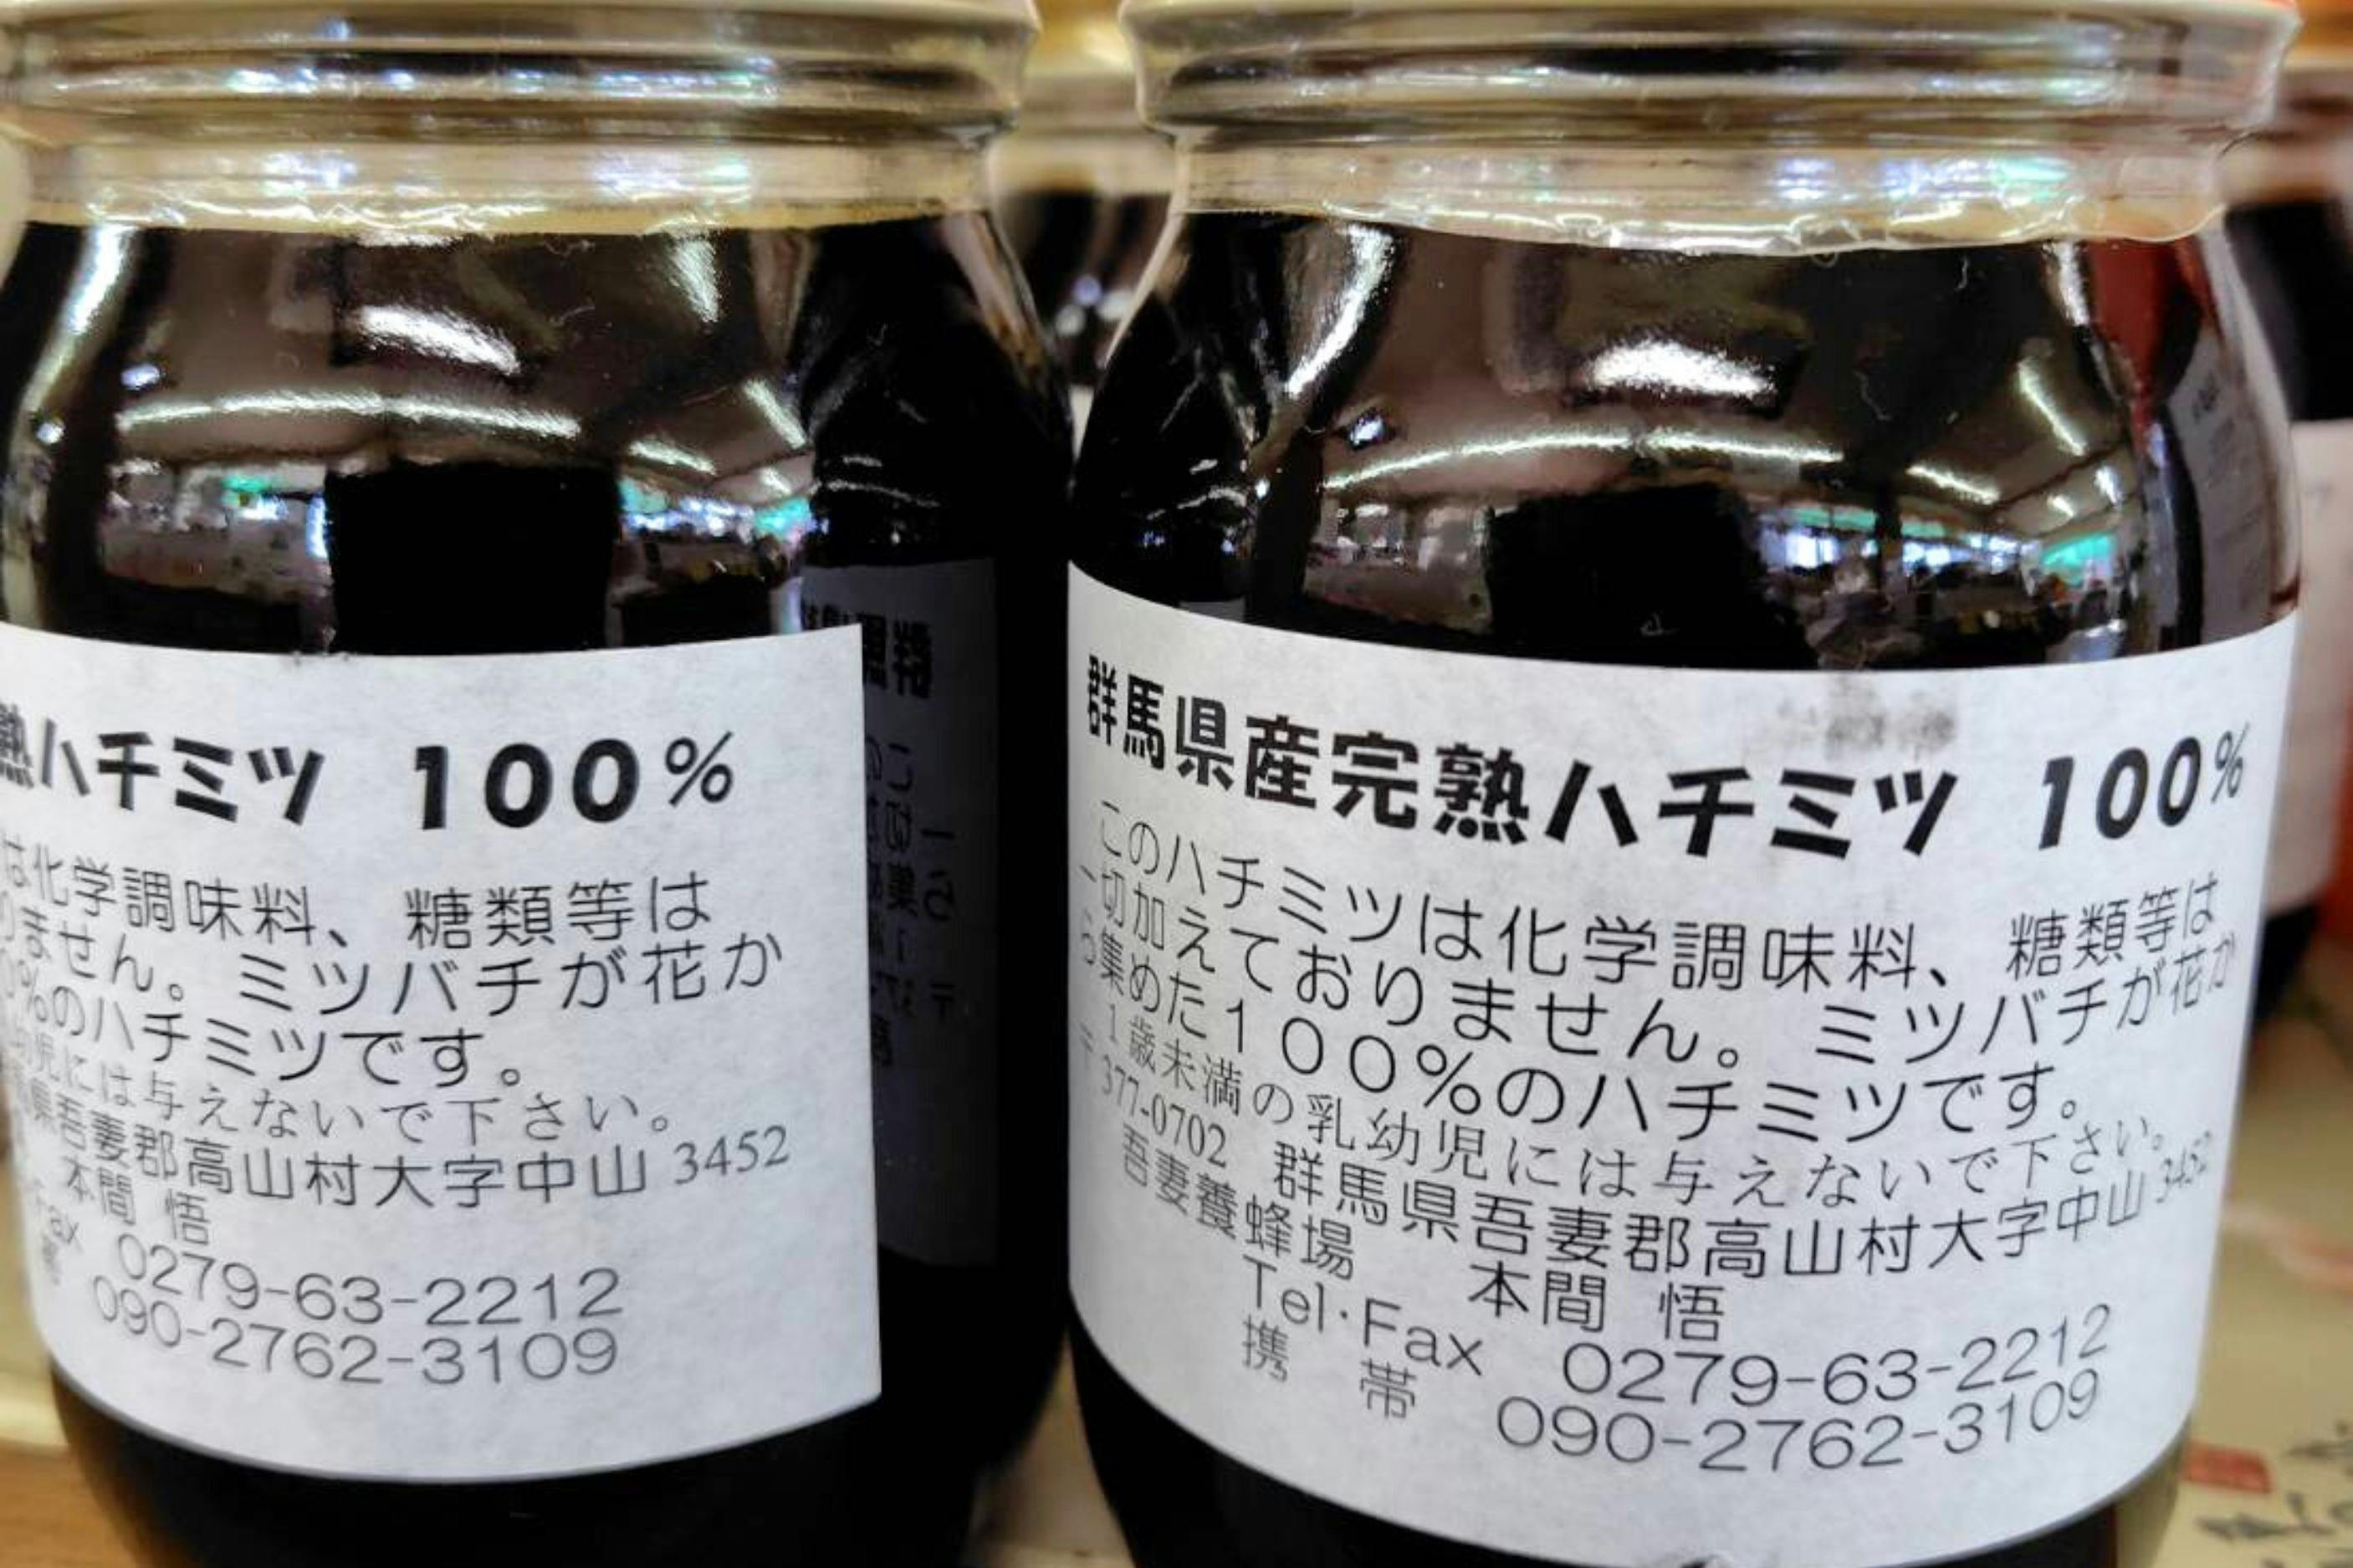 熟ハチミツ 100%
は化学調味料、糖類等は
りません。ミツバチが花か
0%のハチミツです。
幼児には与えないで下さい。
県吾妻郡高山村大字中山 3452
本間 悟
Fax 0279-63-2212
帯 090-2762-3109
群馬県産完熟ハチミツ 100%
このハチミツは化学調味料、糖類等は
一切加えておりません。ミツバチが花か
ら集めた100%のハチミツです。
1歳未満の乳幼児には与えないで下さい。
〒377-0702 群馬県吾妻郡高山村大字中山 3452
吾妻養蜂場 本間 悟
Tel·Fax 0279-63-2212
携 帯 090-2762-3109